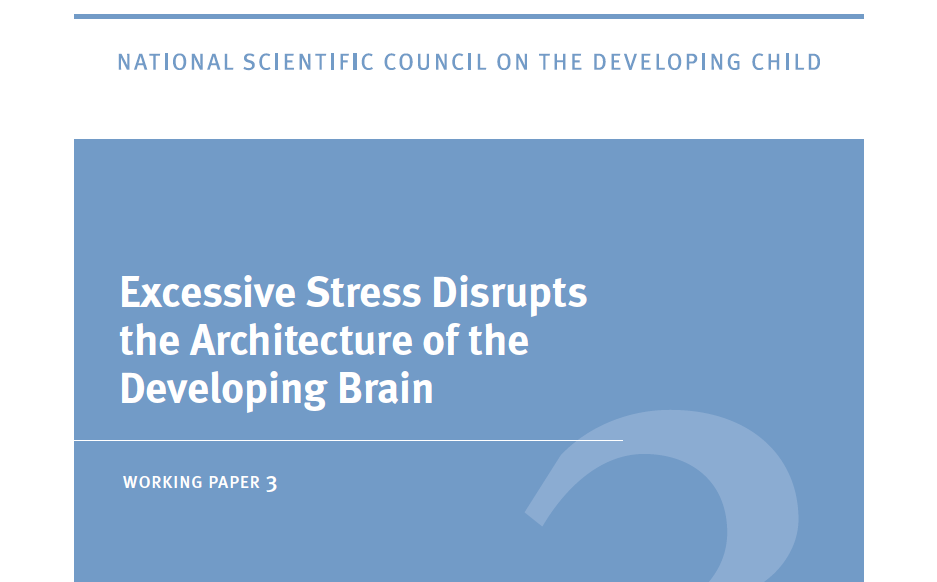 NATIONAL SCIENTIFIC COUNCIL ON THE DEVELOPING CHILD
Excessive Stress Disrupts
the Architecture of the
Developing Brain
WORKING PAPER 3
3